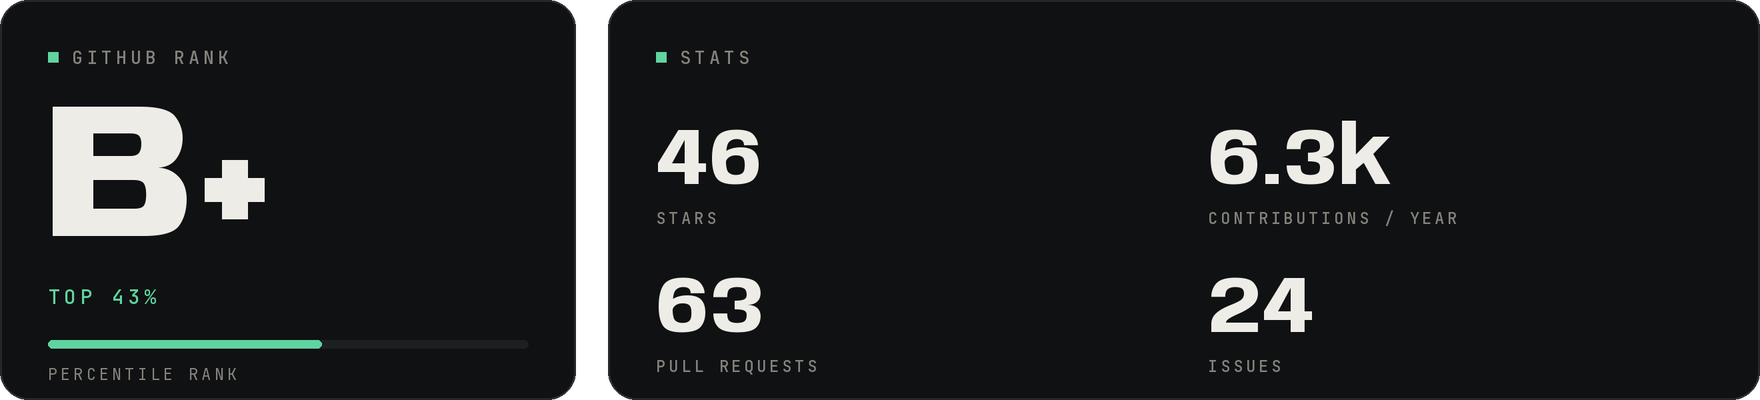 GITHUB RANK
B+
TOP 43%
PERCENTILE RANK
STATS
46
STARS
6.3k
CONTRIBUTIONS / YEAR
63
PULL REQUESTS
24
ISSUES